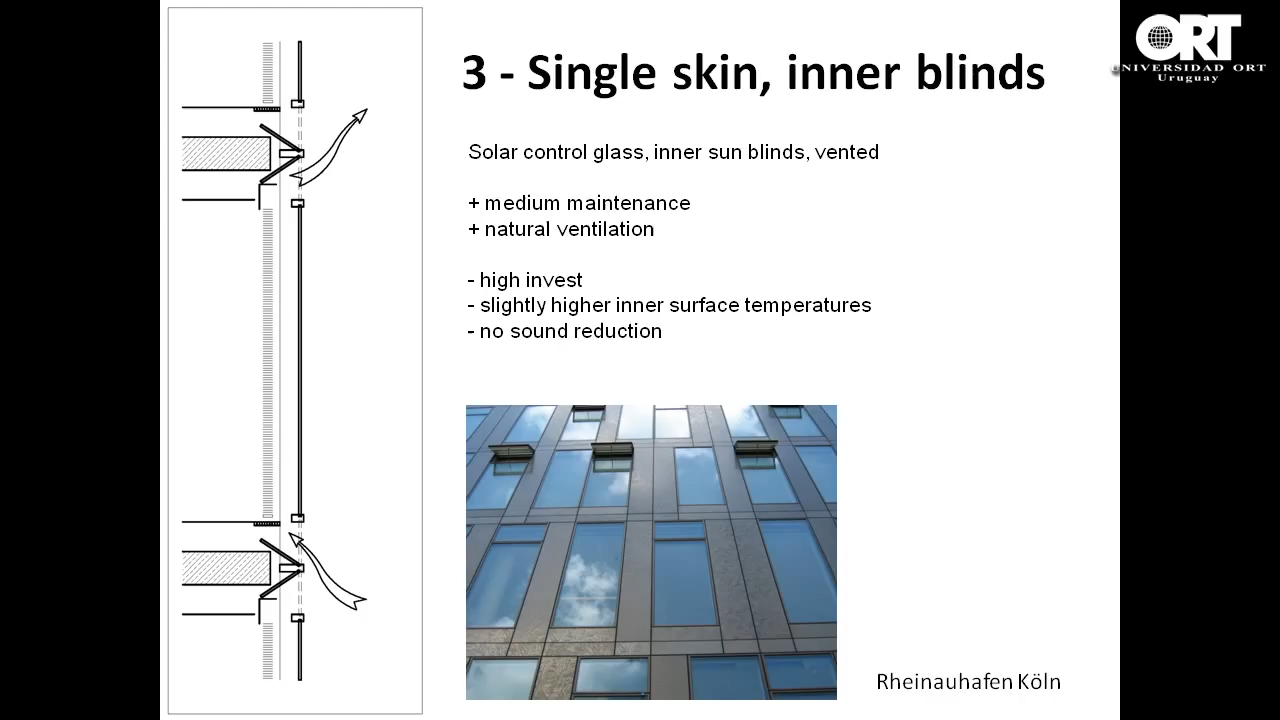 3 - Single skin, inner blinds
ORT
UNIVERSIDAD ORT
Uruguay
Solar control glass, inner sun blinds, vented
+ medium maintenance
+ natural ventilation
- high invest
- slightly higher inner surface temperatures
- no sound reduction
Rheinauhafen Köln